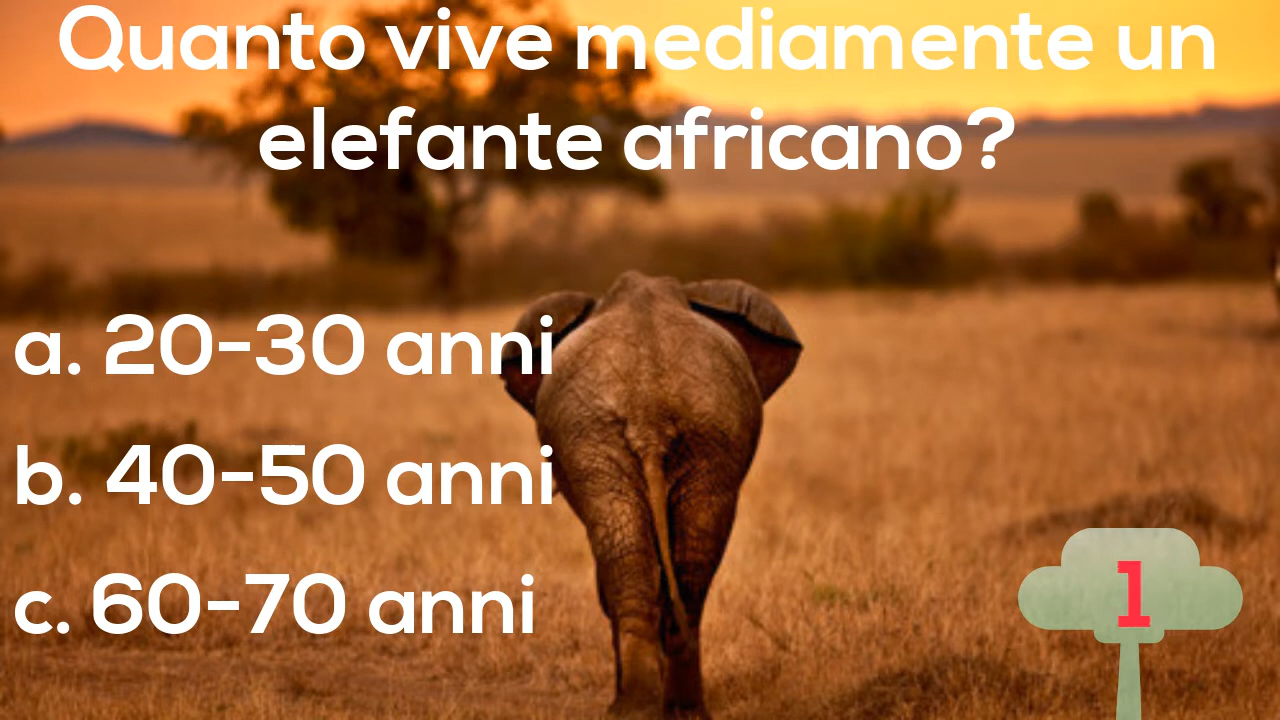 Quanto vive mediamente un
elefante africano?
a. 20-30 anni
b. 40-50 anni
c. 60-70 anni
1